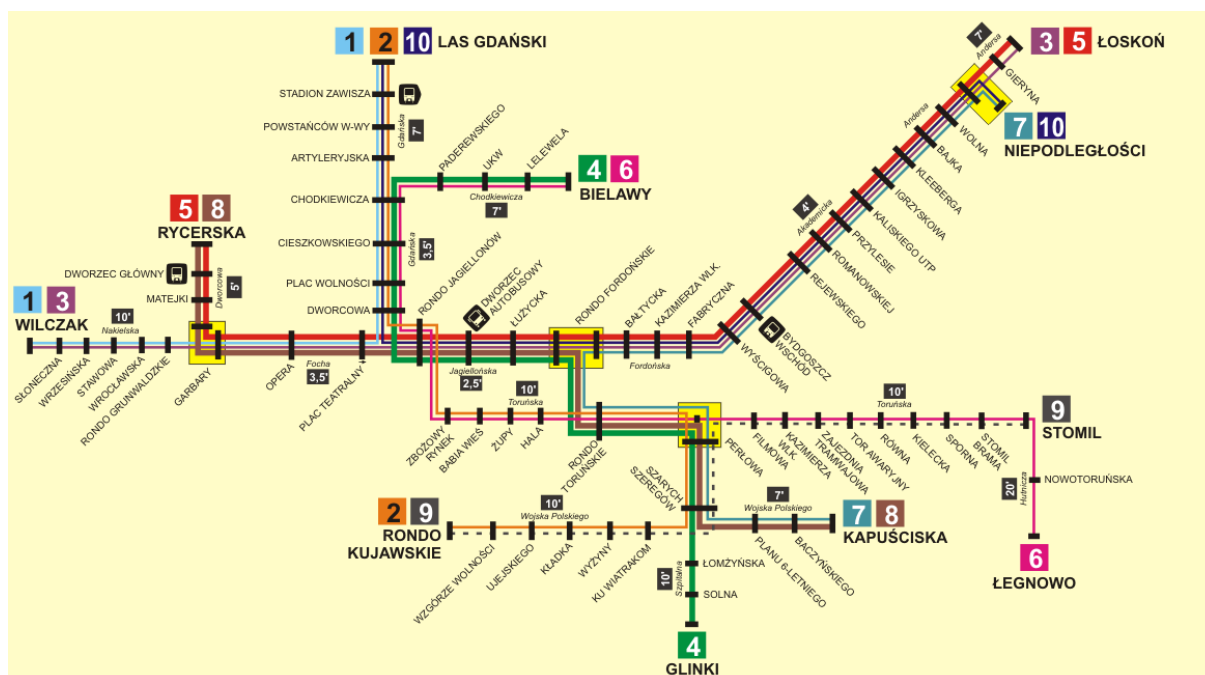 1 2 10 LAS GDAŃSKI
STADION ZAWISZA
POWSTAŃCÓW W-WY
Gdańska
7'
ARTYLERYJSKA
CHODKIEWICZA
CIESZKOWSKIEGO
Gdańska
3,5'
PLAC WOLNOŚCI
DWORCOWA
PADEREWSKIEGO
UKW
LELEWELA
Chodkiewicza
7'
4 6
BIELAWY
3 5 ŁOSKOŃ
7'
Andersa
GIERYNA
7 10
NIEPODLEGŁOŚCI
Andersa
WOLNA
BAJKA
KLEEBERGA
IGRZYSKOWA
KALISKIEGO UTP
PRZYLESIE
4'
Akademicka
ROMANOWSKIEJ
REJEWSKIEGO
BYDGOSZCZ
WSCHÓD
WYŚCIGOWA
5 8
RYCERSKA
DWORZEC GŁÓWNY
MATEJKI
Dworcowa
5'
1 3
WILCZAK
10'
Nakielska
SŁONECZNA
WRZESIŃSKA
STAWOWA
WROCŁAWSKA
RONDO GRUNWALDZKIE
GARBARY
OPERA
Focha
3,5'
PLAC TEATRALNY
RONDO JAGIELLONÓW
DWORZEC
AUTOBUSOWY
ŁUŻYCKA
Jagiellońska
2,5'
RONDO FORDOŃSKIE
BAŁTYCKA
KAZIMIERZA WLK.
FABRYCZNA
Fordońska
10'
Toruńska
ZBOŻOWY
RYNEK
BABIA WIEŚ
ŻUPY
HALA
RONDO
TORUŃSKIE
SZARYCH
SZEREGÓW
PERŁOWA
FILMOWA
KAZIMIERZA
WLK.
ZAJEZDNIA
TRAMWAJOWA
TOR AWARYJNY
RÓWNA
KIELECKA
SPORNA
STOMIL
BRAMA
10'
Toruńska
9
STOMIL
20'
Hutnicza
NOWOTORUŃSKA
6
ŁEGNOWO
2 9
RONDO
KUJAWSKIE
10'
Wojska Polskiego
WZGÓRZE WOLNOŚCI
UJEJSKIEGO
KŁADKA
WYŻYNY
KU WIATRAKOM
7'
Wojska Polskiego
7 8
KAPUŚCISKA
PLANU 6-LETNIEGO
BACZYŃSKIEGO
10'
Szpitalna
ŁOMŻYŃSKA
SOLNA
4
GLINKI